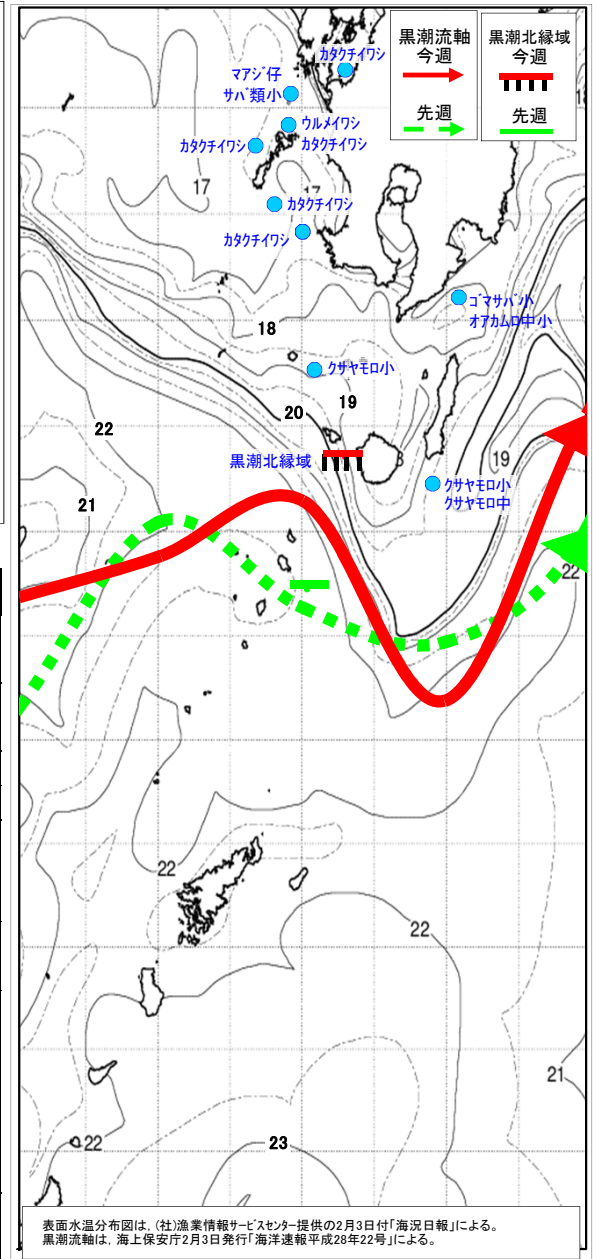 黒潮流軸
今週
先週
黒潮北縁域
今週
先週
カタクチイワシ
マアジ仔
サバ類小
ウルメイワシ
カタクチイワシ
カタクチイワシ
17
17
カタクチイワシ
カタクチイワシ
ゴマサバ小
オアカムロ中小
18
クサヤモロ小
19
20
22
黒潮北縁域
19
クサヤモロ小
クサヤモロ中
21
22
22
22
21
22
23
表面水温分布図は、(社)漁業情報サービスセンター提供の2月3日付「海況日報」による。
黒潮流軸は、海上保安庁2月3日発行「海洋速報平成28年22号」による。